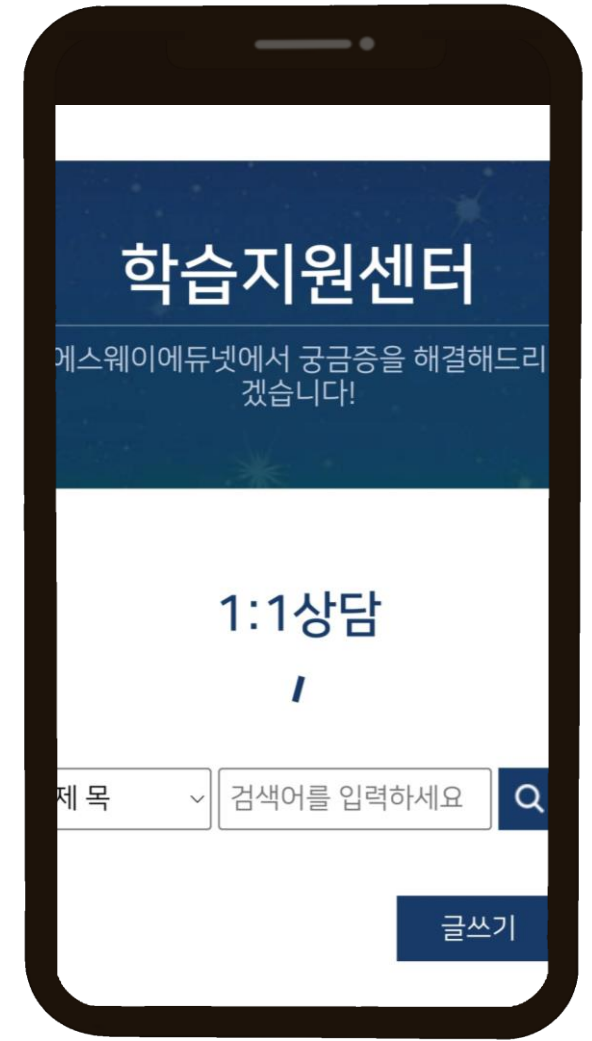 학습지원센터
에스웨이에듀넷에서 궁금증을 해결해드리
겠습니다!
1:1상담
제 목 검색어를 입력하세요
글쓰기